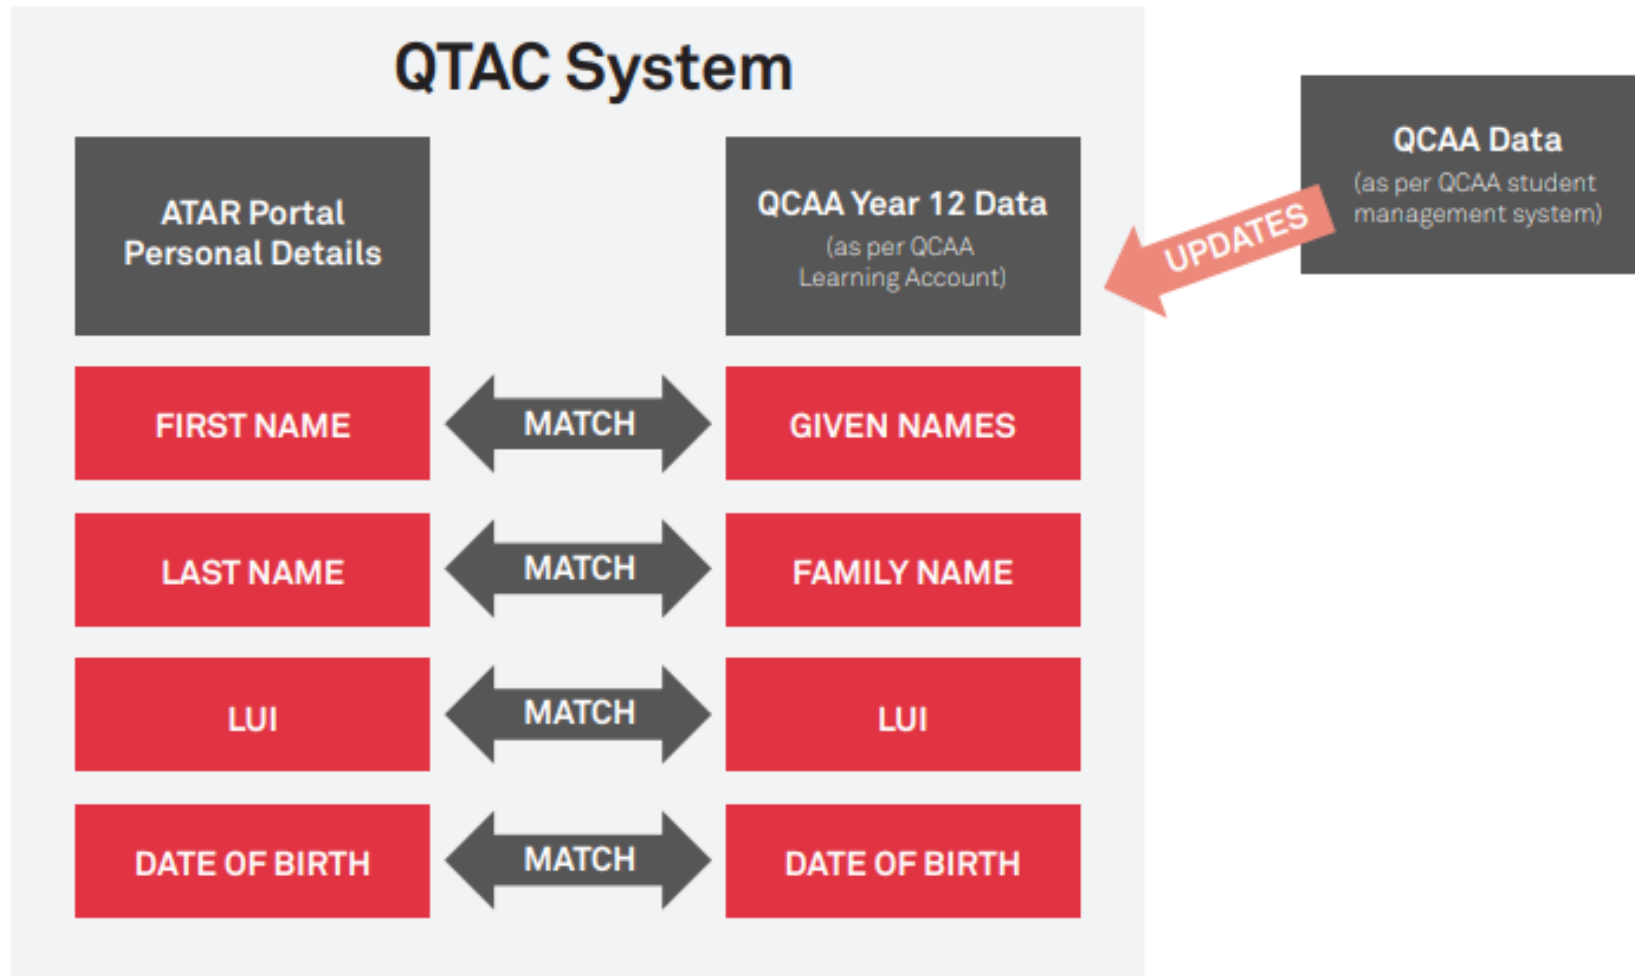 QTAC System
ATAR Portal
Personal Details
QCAA Year 12 Data
(as per QCAA
Learning Account)
UPDATES
QCAA Data
(as per QCAA student
management system)
FIRST NAME
MATCH
GIVEN NAMES
LAST NAME
MATCH
FAMILY NAME
LUI
MATCH
LUI
DATE OF BIRTH
MATCH
DATE OF BIRTH